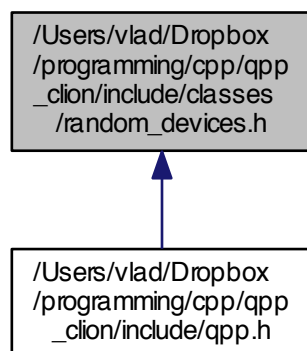 /Users/vlad/Dropbox
/programming/cpp/qpp
_clion/include/classes
/random_devices.h
/Users/vlad/Dropbox
/programming/cpp/qpp
_clion/include/qpp.h